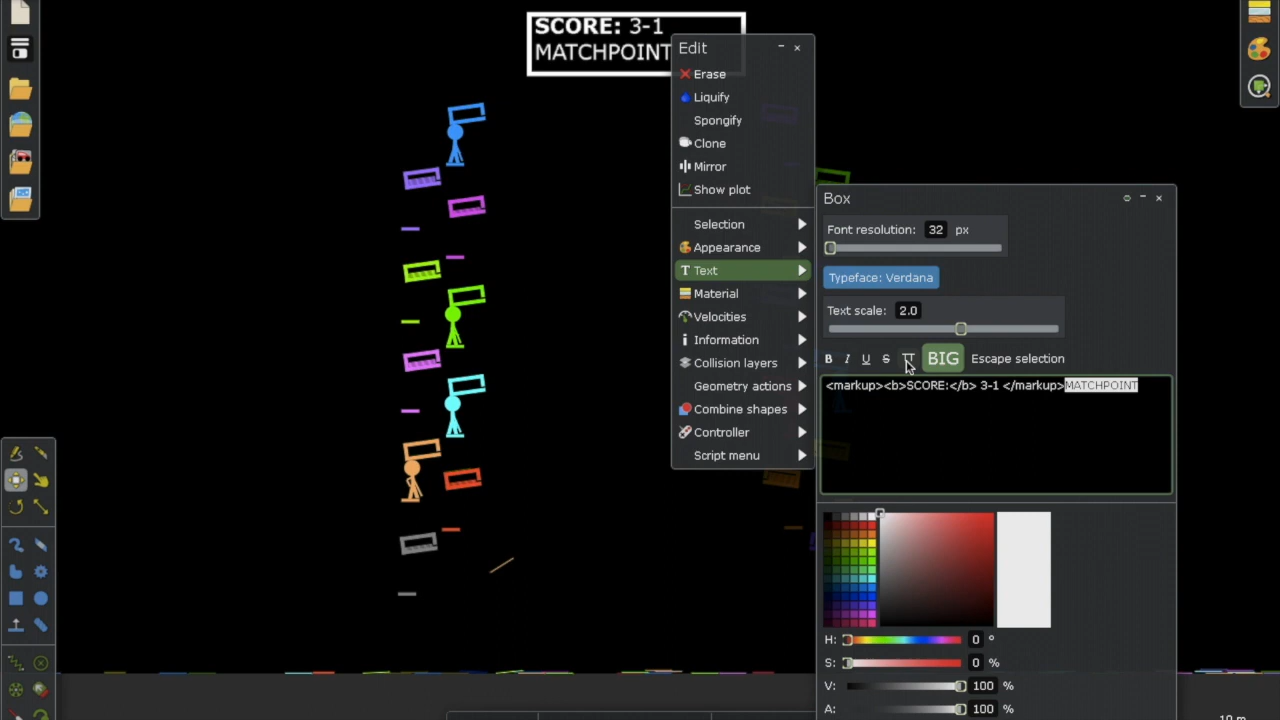 SCORE: 3-1
MATCHPOINT
Edit
Erase
Liquify
Spongify
Clone
Mirror
Show plot
Selection
Appearance
Text
Material
Velocities
Information
Collision layers
Geometry actions
Combine shapes
Controller
Script menu
Box
Font resolution: 32 px
Typeface: Verdana
Text scale: 2.0
B I U S TT BIG Escape selection
<markup><b>SCORE:</b> 3-1 </markup>MATCHPOINT
H: 0 °
S: 0 %
V: 100 %
A: 100 %
10 m